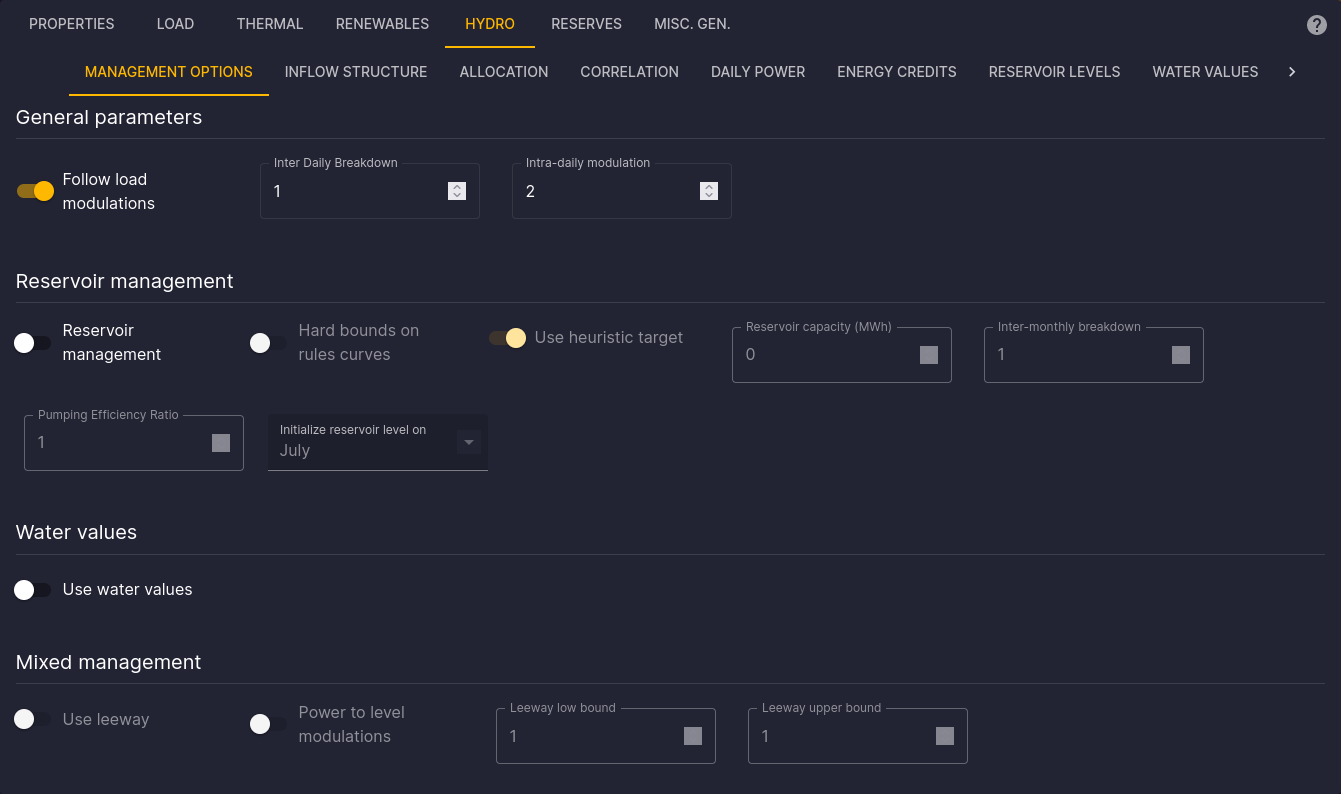 PROPERTIES LOAD THERMAL RENEWABLES HYDRO RESERVES MISC. GEN. ?
MANAGEMENT OPTIONS INFLOW STRUCTURE ALLOCATION CORRELATION DAILY POWER ENERGY CREDITS RESERVOIR LEVELS WATER VALUES
General parameters
Follow load
modulations
Inter Daily Breakdown
1
Intra-daily modulation
2
Reservoir management
Reservoir
management
Hard bounds on
rules curves
Use heuristic target
Reservoir capacity (MWh)
0
Inter-monthly breakdown
1
Pumping Efficiency Ratio
1
Initialize reservoir level on
July
Water values
Use water values
Mixed management
Use leeway
Power to level
modulations
Leeway low bound
1
Leeway upper bound
1